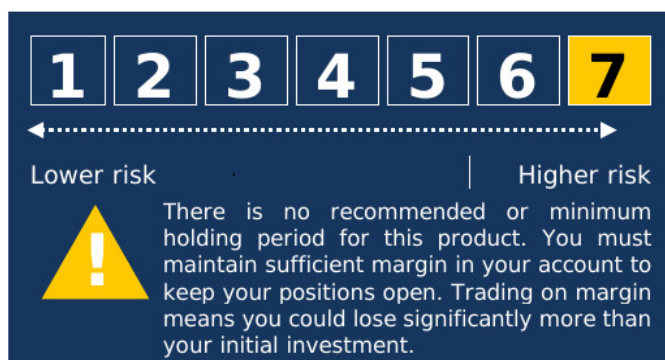 1 2 3 4 5 6 7
Lower risk Higher risk
!
There is no recommended or minimum
holding period for this product. You must
maintain sufficient margin in your account to
keep your positions open. Trading on margin
means you could lose significantly more than
your initial investment.